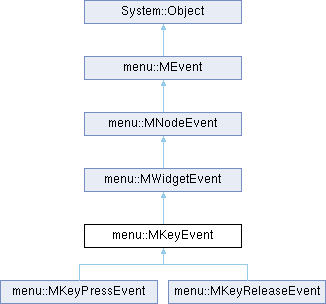 System::Object
menu::MEvent
menu::MNodeEvent
menu::MWidgetEvent
menu::MKeyEvent
menu::MKeyPressEvent
menu::MKeyReleaseEvent